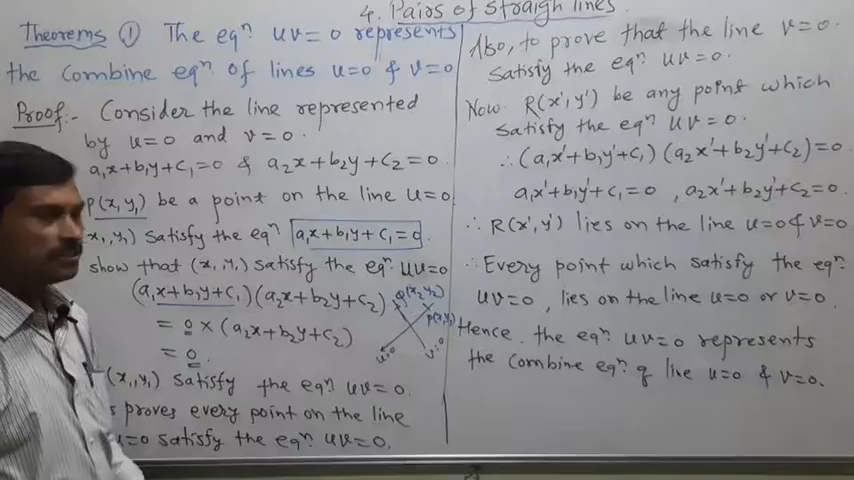 4. Pairs of straigh lines.
Theorems ① The eqⁿ uv=0 represents
the combine eqⁿ of lines u=0 & v=0
Proof:- Consider the line represented
by u=0 and v=0.
a₁x+b₁y+c₁=0 & a₂x+b₂y+c₂=0.
p(x₁y₁) be a point on the line u=0
x₁,y₁) satisfy the eqⁿ a₁x+b₁y+c₁=0.
show that (x₁,y₁) satisfy the eqⁿ uv=0
(a₁x+b₁y+c₁)(a₂x+b₂y+c₂)
= 0 × (a₂x+b₂y+c₂)
= 0.
Q(x₂y₂)
p(x₁y₁)
u=0
v=0
(x₁,y₁) satisfy the eqⁿ uv=0.
s proves every point on the line
u=0 satisfy the eqⁿ uv=0.
Also, to prove that the line v=0.
satisfy the eqⁿ uv=0.
Now R(x',y') be any point which
satisfy the eqⁿ uv=0.
∴ (a₁x'+b₁y'+c₁) (a₂x'+b₂y'+c₂)=0
a₁x'+b₁y'+c₁=0 , a₂x'+b₂y'+c₂=0.
∴ R(x',y') lies on the line u=0 & v=0
∴ Every point which satisfy the eqⁿ
uv=0, lies on the line u=0 or v=0.
Hence. the eqⁿ uv=0 represents
the combine eqⁿ of line u=0 & v=0.